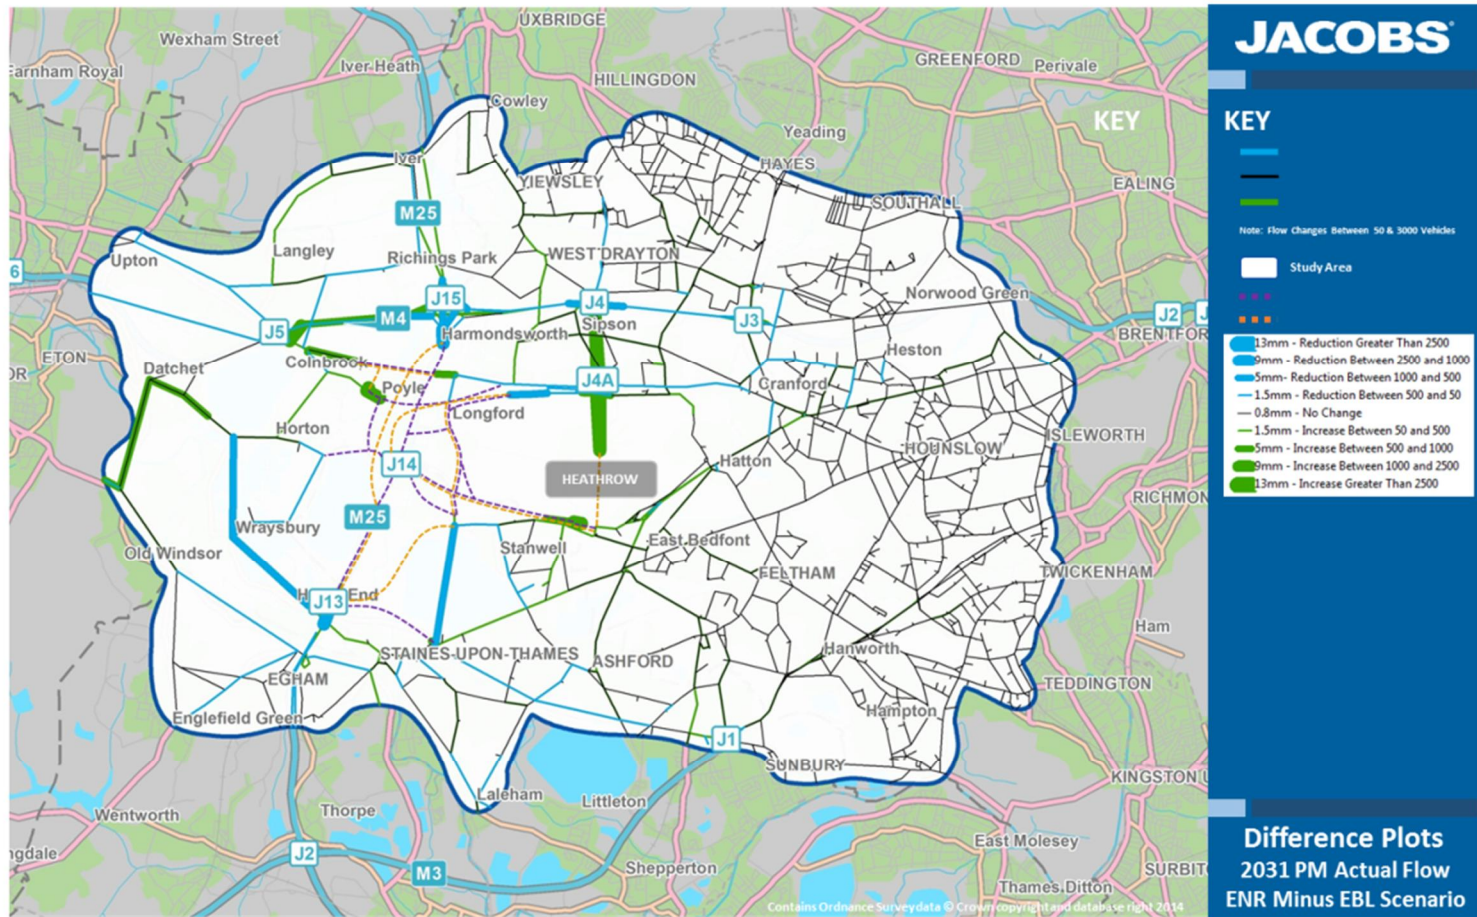 UXBRIDGE
Wexham Street
Iver Heath
Farnham Royal
HILLINGDON
GREENFORD
Perivale
Cowley
KEY
Yeading
Iver
HAYES
YIEWSLEY
EALING
SOUTHALL
M25
Langley
Richings Park
WEST DRAYTON
Upton
6
J15
J4
Norwood Green
M4
J5
Harmondsworth
Sipson
J3
J2
J
BRENTFOR
ETON
Colnbrook
Heston
OR
Datchet
Poyle
J4A
Cranford
Longford
Horton
HOUNSLOW
ISLEWORTH
J14
Hatton
HEATHROW
RICHMON
M25
Wraysbury
Old Windsor
Stanwell
East Bedfont
FELTHAM
TWICKENHAM
H End
J13
Ham
STAINES-UPON-THAMES
ASHFORD
Hanworth
EGHAM
TEDDINGTON
Englefield Green
Hampton
J1
SUNBURY
KINGSTON U
Laleham
Littleton
Wentworth
Thorpe
East Molesey
ngdale
J2
M3
Shepperton
SURBIT
Thames Ditton
Contains Ordnance Survey data © Crown copyright and database right 2014
JACOBS
KEY
Note: Flow Changes Between 50 & 3000 Vehicles
Study Area
13mm - Reduction Greater Than 2500
9mm - Reduction Between 2500 and 1000
5mm- Reduction Between 1000 and 500
1.5mm - Reduction Between 500 and 50
0.8mm - No Change
1.5mm - Increase Between 50 and 500
5mm - Increase Between 500 and 1000
9mm - Increase Between 1000 and 2500
13mm - Increase Greater Than 2500
Difference Plots
2031 PM Actual Flow
ENR Minus EBL Scenario